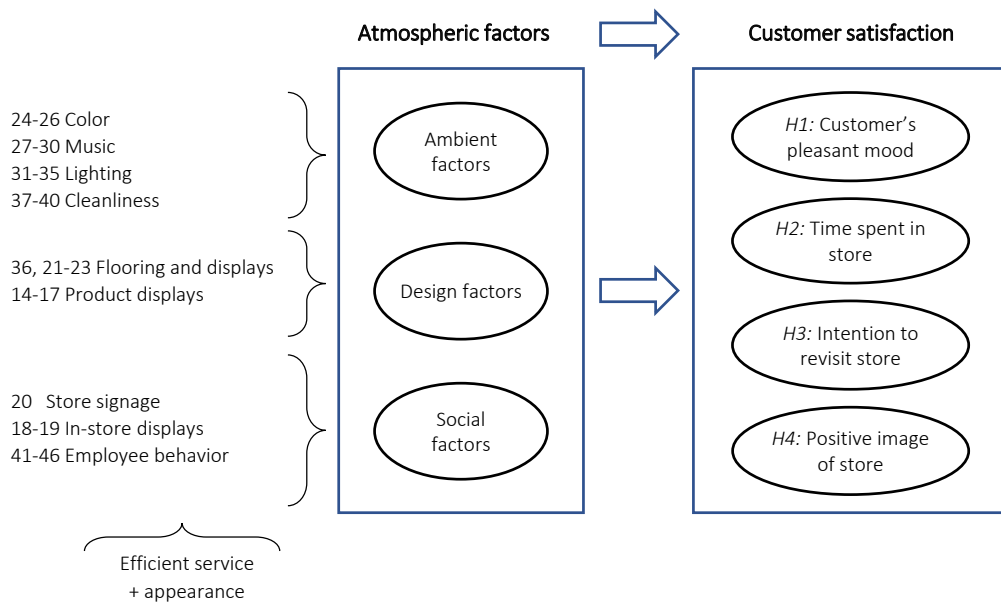 Atmospheric factors
Customer satisfaction
24-26 Color
27-30 Music
31-35 Lighting
37-40 Cleanliness
36, 21-23 Flooring and displays
14-17 Product displays
20 Store signage
18-19 In-store displays
41-46 Employee behavior
Efficient service
+ appearance
Ambient
factors
Design factors
Social
factors
H1: Customer’s
pleasant mood
H2: Time spent in
store
H3: Intention to
revisit store
H4: Positive image
of store